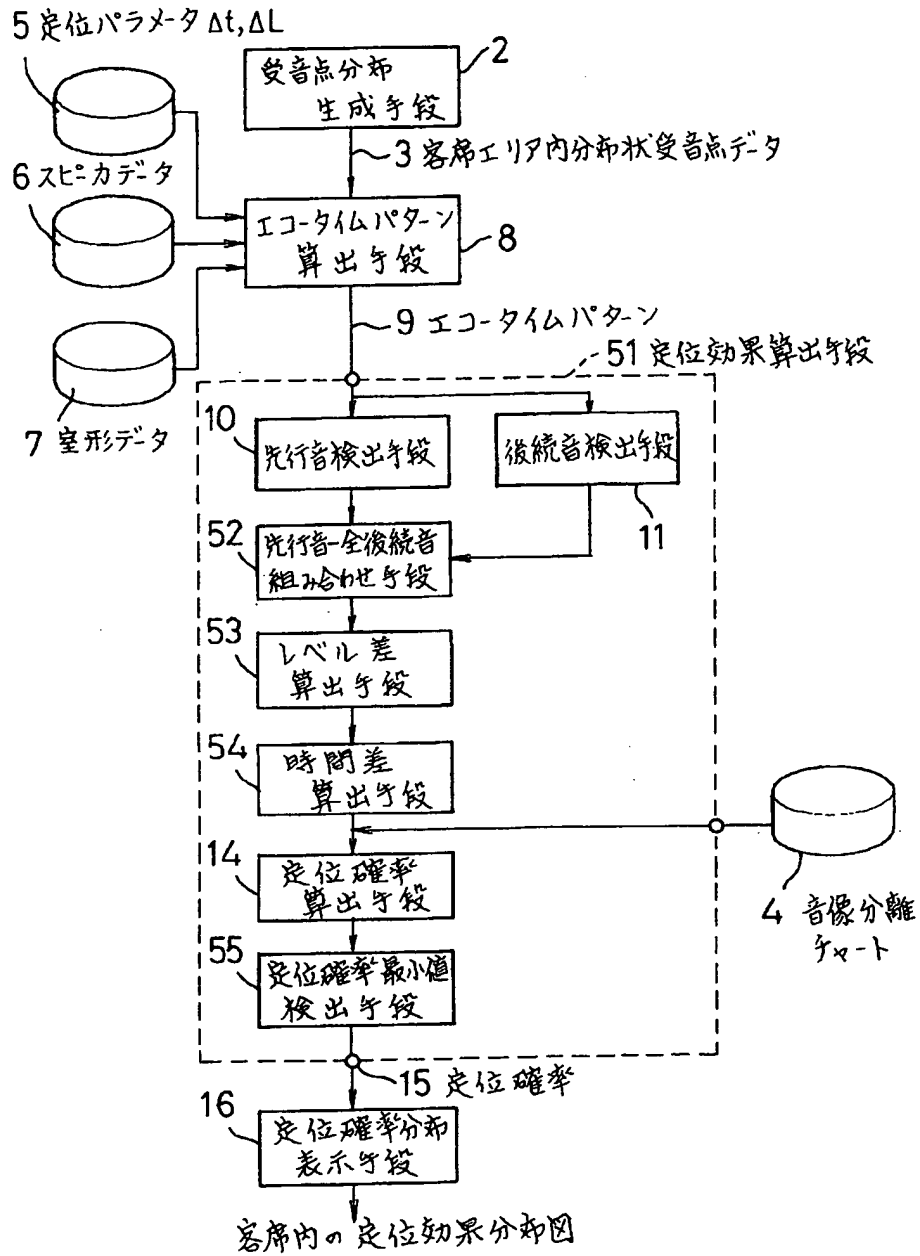 5 定位パラメータ Δt,ΔL
2
受音点分布
生成手段
3 客席エリア内分布状受音点データ
6 スピーカデータ
エコータイムパターン
算出手段
8
9 エコータイムパターン
51 定位効果算出手段
7 室形データ
10
先行音検出手段
後続音検出手段
11
52
先行音-全後続音
組み合わせ手段
53
レベル差
算出手段
54
時間差
算出手段
14
定位確率
算出手段
4 音像分離
チャート
55
定位確率最小値
検出手段
15 定位確率
16
定位確率分布
表示手段
客席内の定位効果分布図